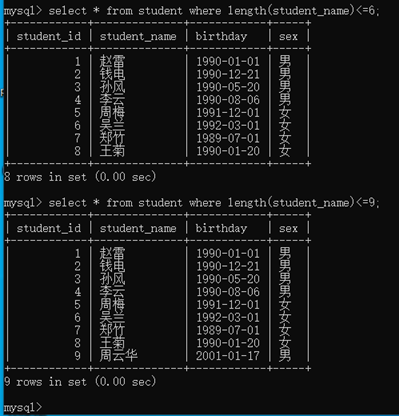 mysql> select * from student where length(student_name)<=6;
+------------+--------------+------------+-----+
| student_id | student_name | birthday | sex |
+------------+--------------+------------+-----+
| 1 | 赵雷 | 1990-01-01 | 男 |
| 2 | 钱电 | 1990-12-21 | 男 |
| 3 | 孙风 | 1990-05-20 | 男 |
| 4 | 李云 | 1990-08-06 | 男 |
| 5 | 周梅 | 1991-12-01 | 女 |
| 6 | 吴兰 | 1992-03-01 | 女 |
| 7 | 郑竹 | 1989-07-01 | 女 |
| 8 | 王菊 | 1990-01-20 | 女 |
+------------+--------------+------------+-----+
8 rows in set (0.00 sec)
mysql> select * from student where length(student_name)<=9;
+------------+--------------+------------+-----+
| student_id | student_name | birthday | sex |
+------------+--------------+------------+-----+
| 1 | 赵雷 | 1990-01-01 | 男 |
| 2 | 钱电 | 1990-12-21 | 男 |
| 3 | 孙风 | 1990-05-20 | 男 |
| 4 | 李云 | 1990-08-06 | 男 |
| 5 | 周梅 | 1991-12-01 | 女 |
| 6 | 吴兰 | 1992-03-01 | 女 |
| 7 | 郑竹 | 1989-07-01 | 女 |
| 8 | 王菊 | 1990-01-20 | 女 |
| 9 | 周云华 | 2001-01-17 | 男 |
+------------+--------------+------------+-----+
9 rows in set (0.00 sec)
mysql>